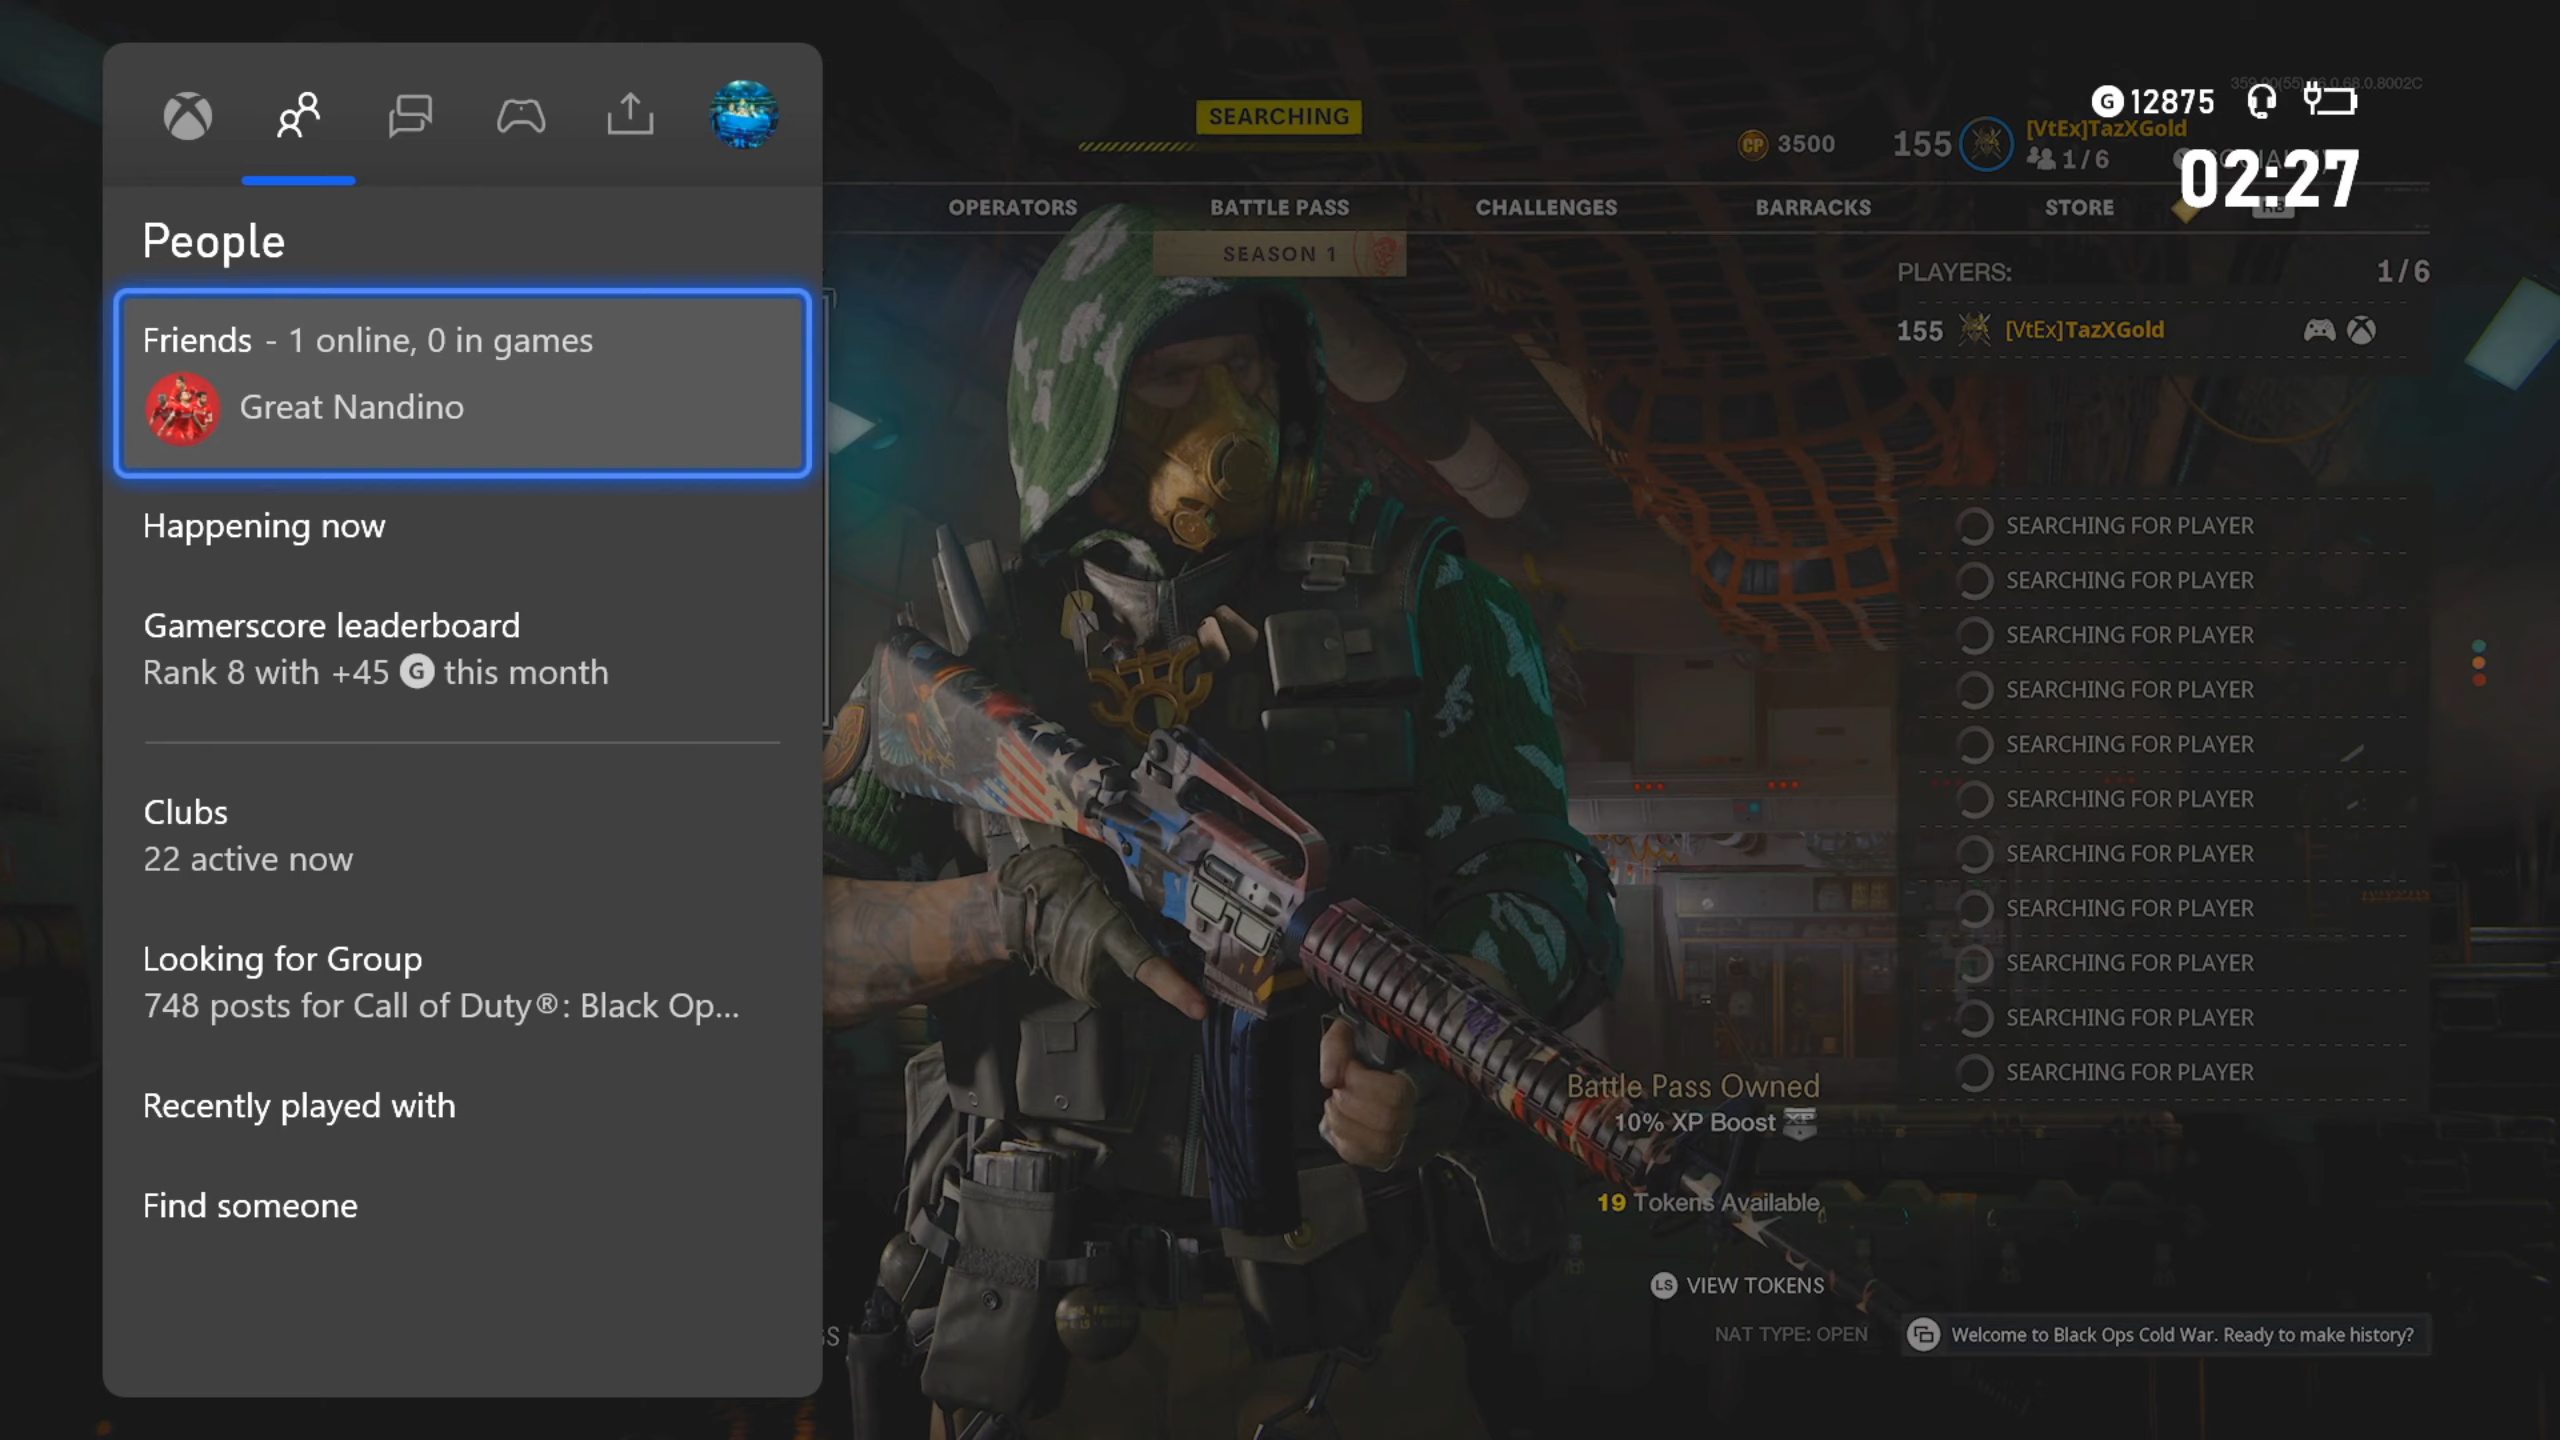 People
Friends - 1 online, 0 in games
Great Nandino
Happening now
Gamerscore leaderboard
Rank 8 with +45 G this month
Clubs
22 active now
Looking for Group
748 posts for Call of Duty®: Black Op...
Recently played with
Find someone
SEARCHING
CP 3500
155 [VtEx]TazXGold
1/6
G 12875
02:27
OPERATORS
BATTLE PASS
CHALLENGES
BARRACKS
STORE
SEASON 1
PLAYERS: 1/6
155 [VtEx]TazXGold
SEARCHING FOR PLAYER
SEARCHING FOR PLAYER
SEARCHING FOR PLAYER
SEARCHING FOR PLAYER
SEARCHING FOR PLAYER
SEARCHING FOR PLAYER
SEARCHING FOR PLAYER
SEARCHING FOR PLAYER
SEARCHING FOR PLAYER
SEARCHING FOR PLAYER
SEARCHING FOR PLAYER
Battle Pass Owned
10% XP Boost XP
19 Tokens Available
LS VIEW TOKENS
NAT TYPE: OPEN
Welcome to Black Ops Cold War. Ready to make history?